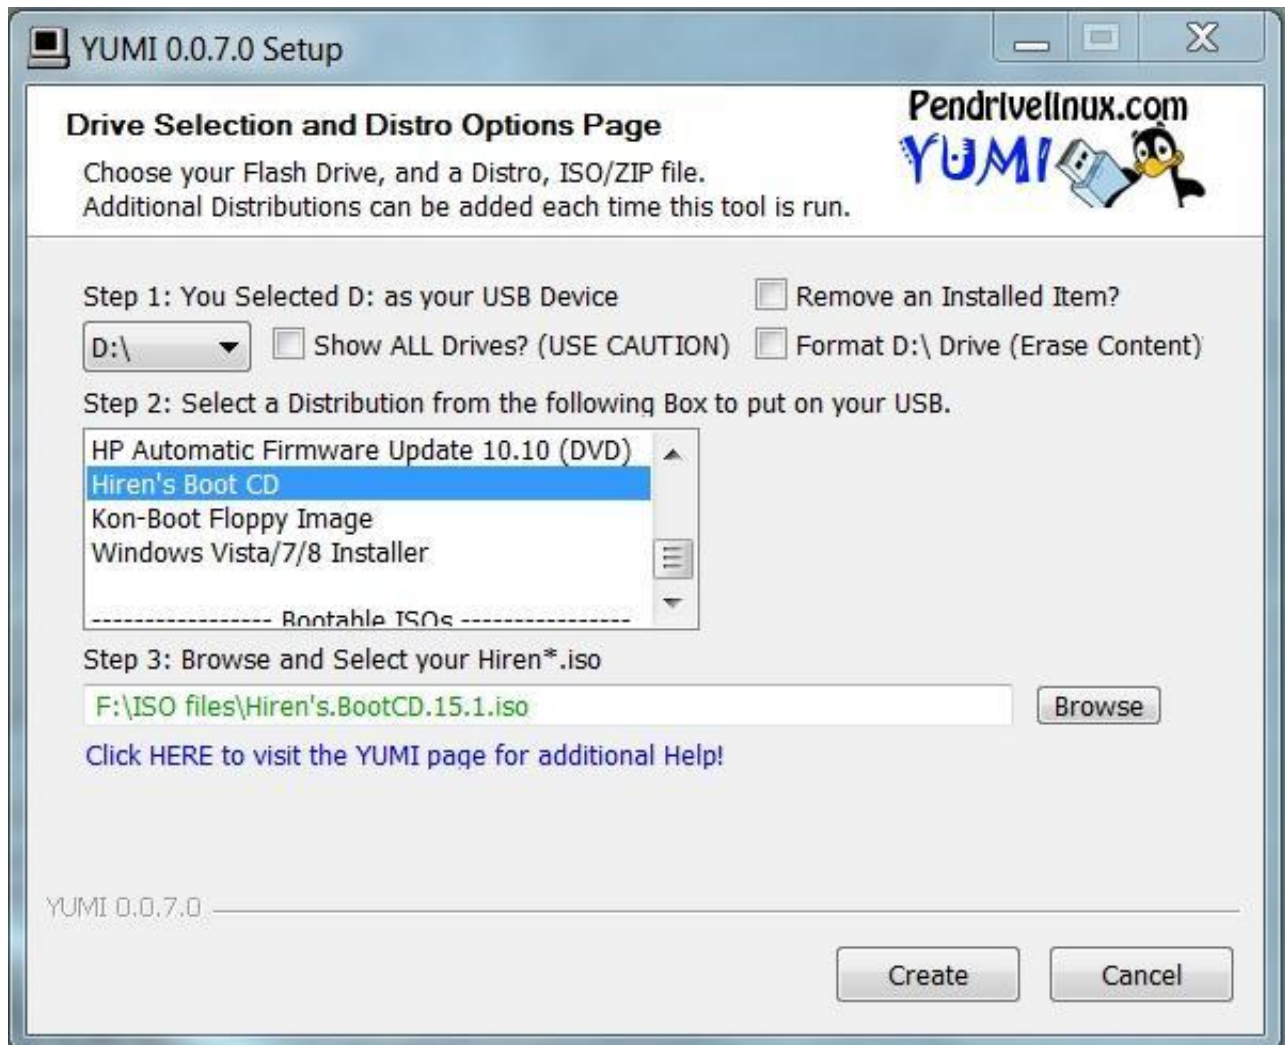 YUMI 0.0.7.0 Setup
Pendrivelinux.com
YUMI
Drive Selection and Distro Options Page
Choose your Flash Drive, and a Distro, ISO/ZIP file.
Additional Distributions can be added each time this tool is run.
Step 1: You Selected D: as your USB Device
Remove an Installed Item?
D:\
Show ALL Drives? (USE CAUTION)
Format D:\ Drive (Erase Content)
Step 2: Select a Distribution from the following Box to put on your USB.
HP Automatic Firmware Update 10.10 (DVD)
Hiren's Boot CD
Kon-Boot Floppy Image
Windows Vista/7/8 Installer
----------------- Bootable ISOs ----------------
Step 3: Browse and Select your Hiren*.iso
F:\ISO files\Hiren's.BootCD.15.1.iso
Browse
Click HERE to visit the YUMI page for additional Help!
YUMI 0.0.7.0
Create
Cancel